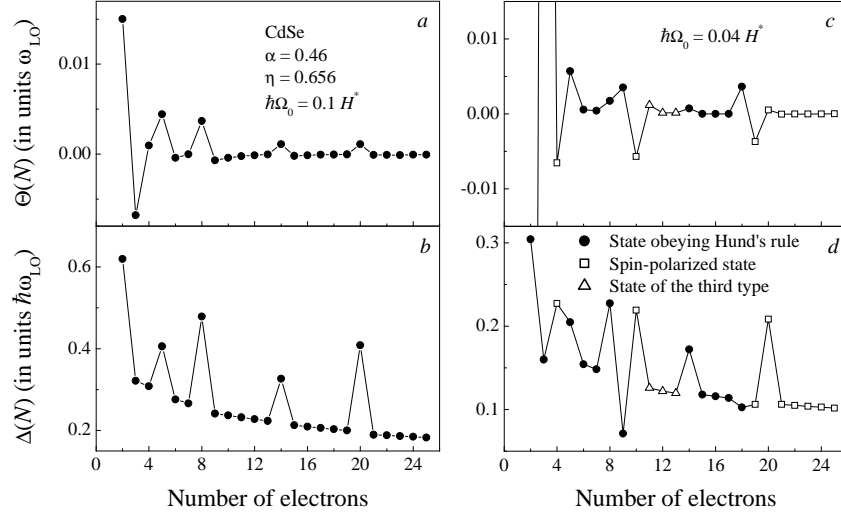 a
CdSe
α = 0.46
η = 0.656
ħΩ₀ = 0.1 H*
0.01
0.00
Θ(N) (in units ω_LO)
c
ħΩ₀ = 0.04 H*
0.01
0.00
-0.01
b
0.6
0.4
0.2
Δ(N) (in units ħω_LO)
0 4 8 12 16 20 24
Number of electrons
d
State obeying Hund's rule
Spin-polarized state
State of the third type
0.3
0.2
0.1
0 4 8 12 16 20 24
Number of electrons